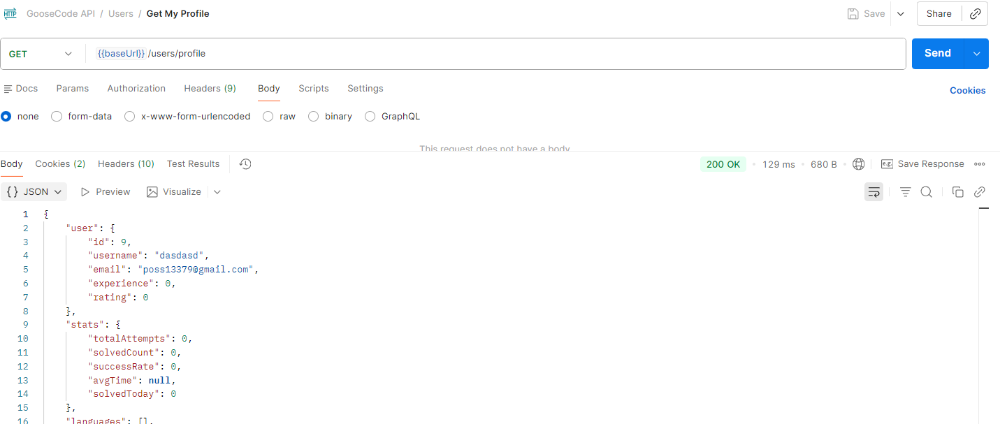 HTTP GooseCode API / Users / Get My Profile Save Share
GET {{baseUrl}} /users/profile Send
Docs Params Authorization Headers (9) Body Scripts Settings Cookies
none form-data x-www-form-urlencoded raw binary GraphQL
This request does not have a body
Body Cookies (2) Headers (10) Test Results 200 OK • 129 ms • 680 B • e.g. Save Response
{} JSON Preview Visualize
1 {
2 "user": {
3 "id": 9,
4 "username": "dasdasd",
5 "email": "poss13379@gmail.com",
6 "experience": 0,
7 "rating": 0
8 },
9 "stats": {
10 "totalAttempts": 0,
11 "solvedCount": 0,
12 "successRate": 0,
13 "avgTime": null,
14 "solvedToday": 0
15 },
16 "languages": [],